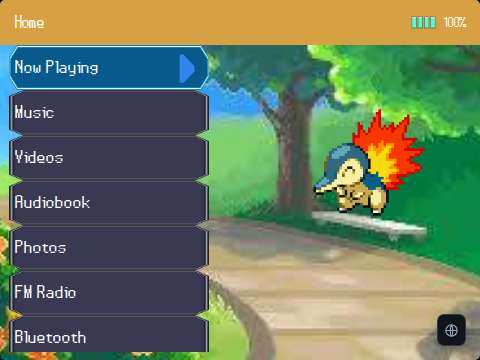 Home
100%
Now Playing
Music
Videos
Audiobook
Photos
FM Radio
Bluetooth